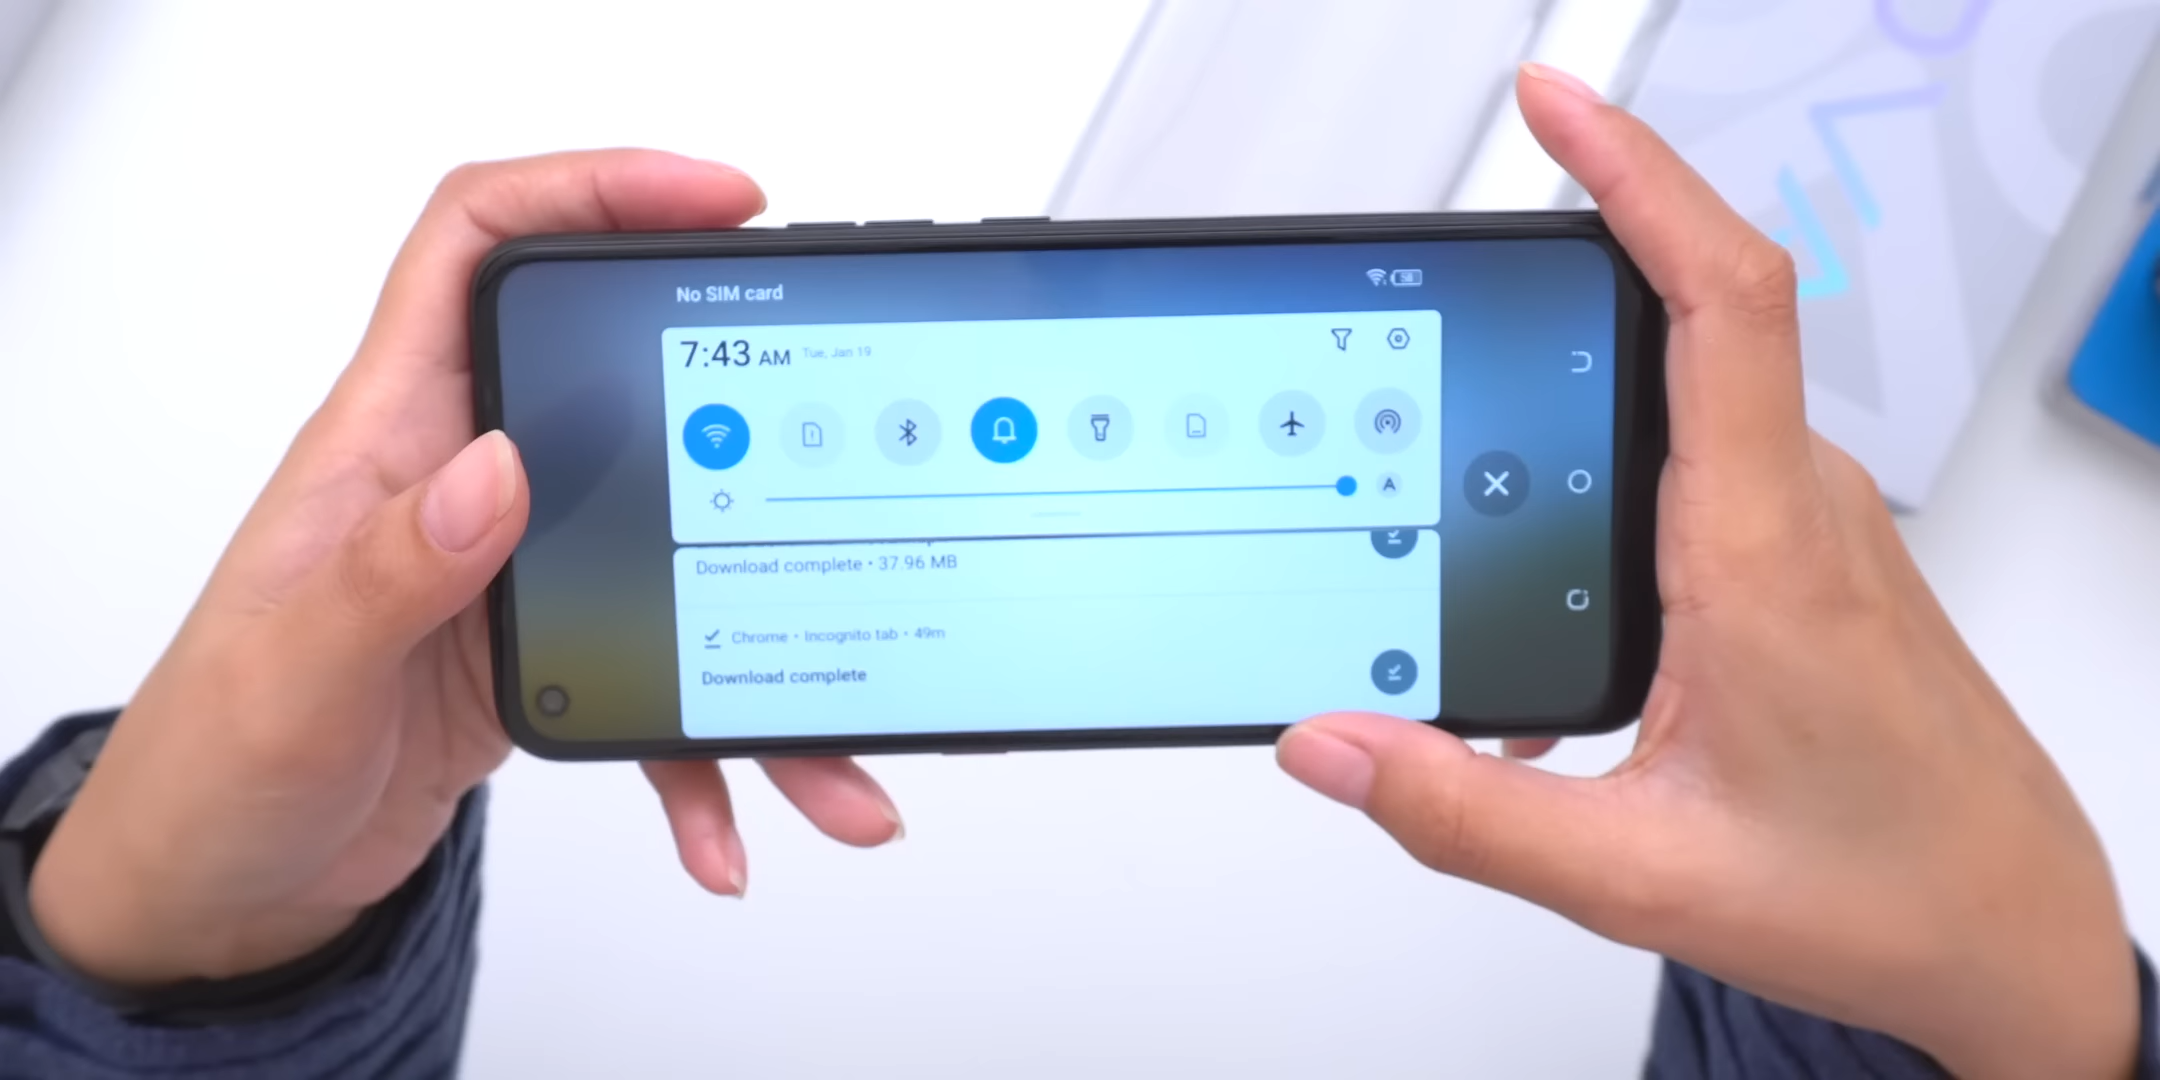 No SIM card
7:43 AM Tue, Jan 19
A
Download complete • 37.96 MB
Chrome • Incognito tab • 49m
Download complete